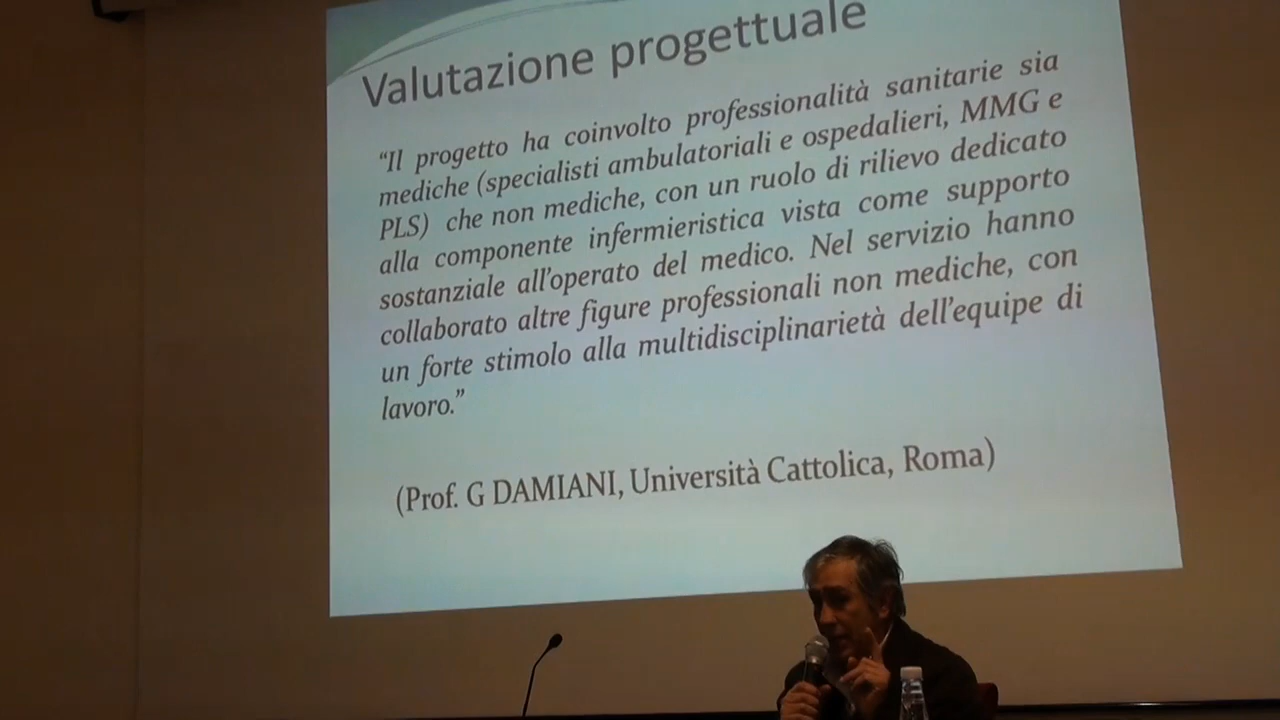 Valutazione progettuale
“Il progetto ha coinvolto professionalità sanitarie sia
mediche (specialisti ambulatoriali e ospedalieri, MMG e
PLS) che non mediche, con un ruolo di rilievo dedicato
alla componente infermieristica vista come supporto
sostanziale all’operato del medico. Nel servizio hanno
collaborato altre figure professionali non mediche, con
un forte stimolo alla multidisciplinarietà dell’equipe di
lavoro.”
(Prof. G DAMIANI, Università Cattolica, Roma)